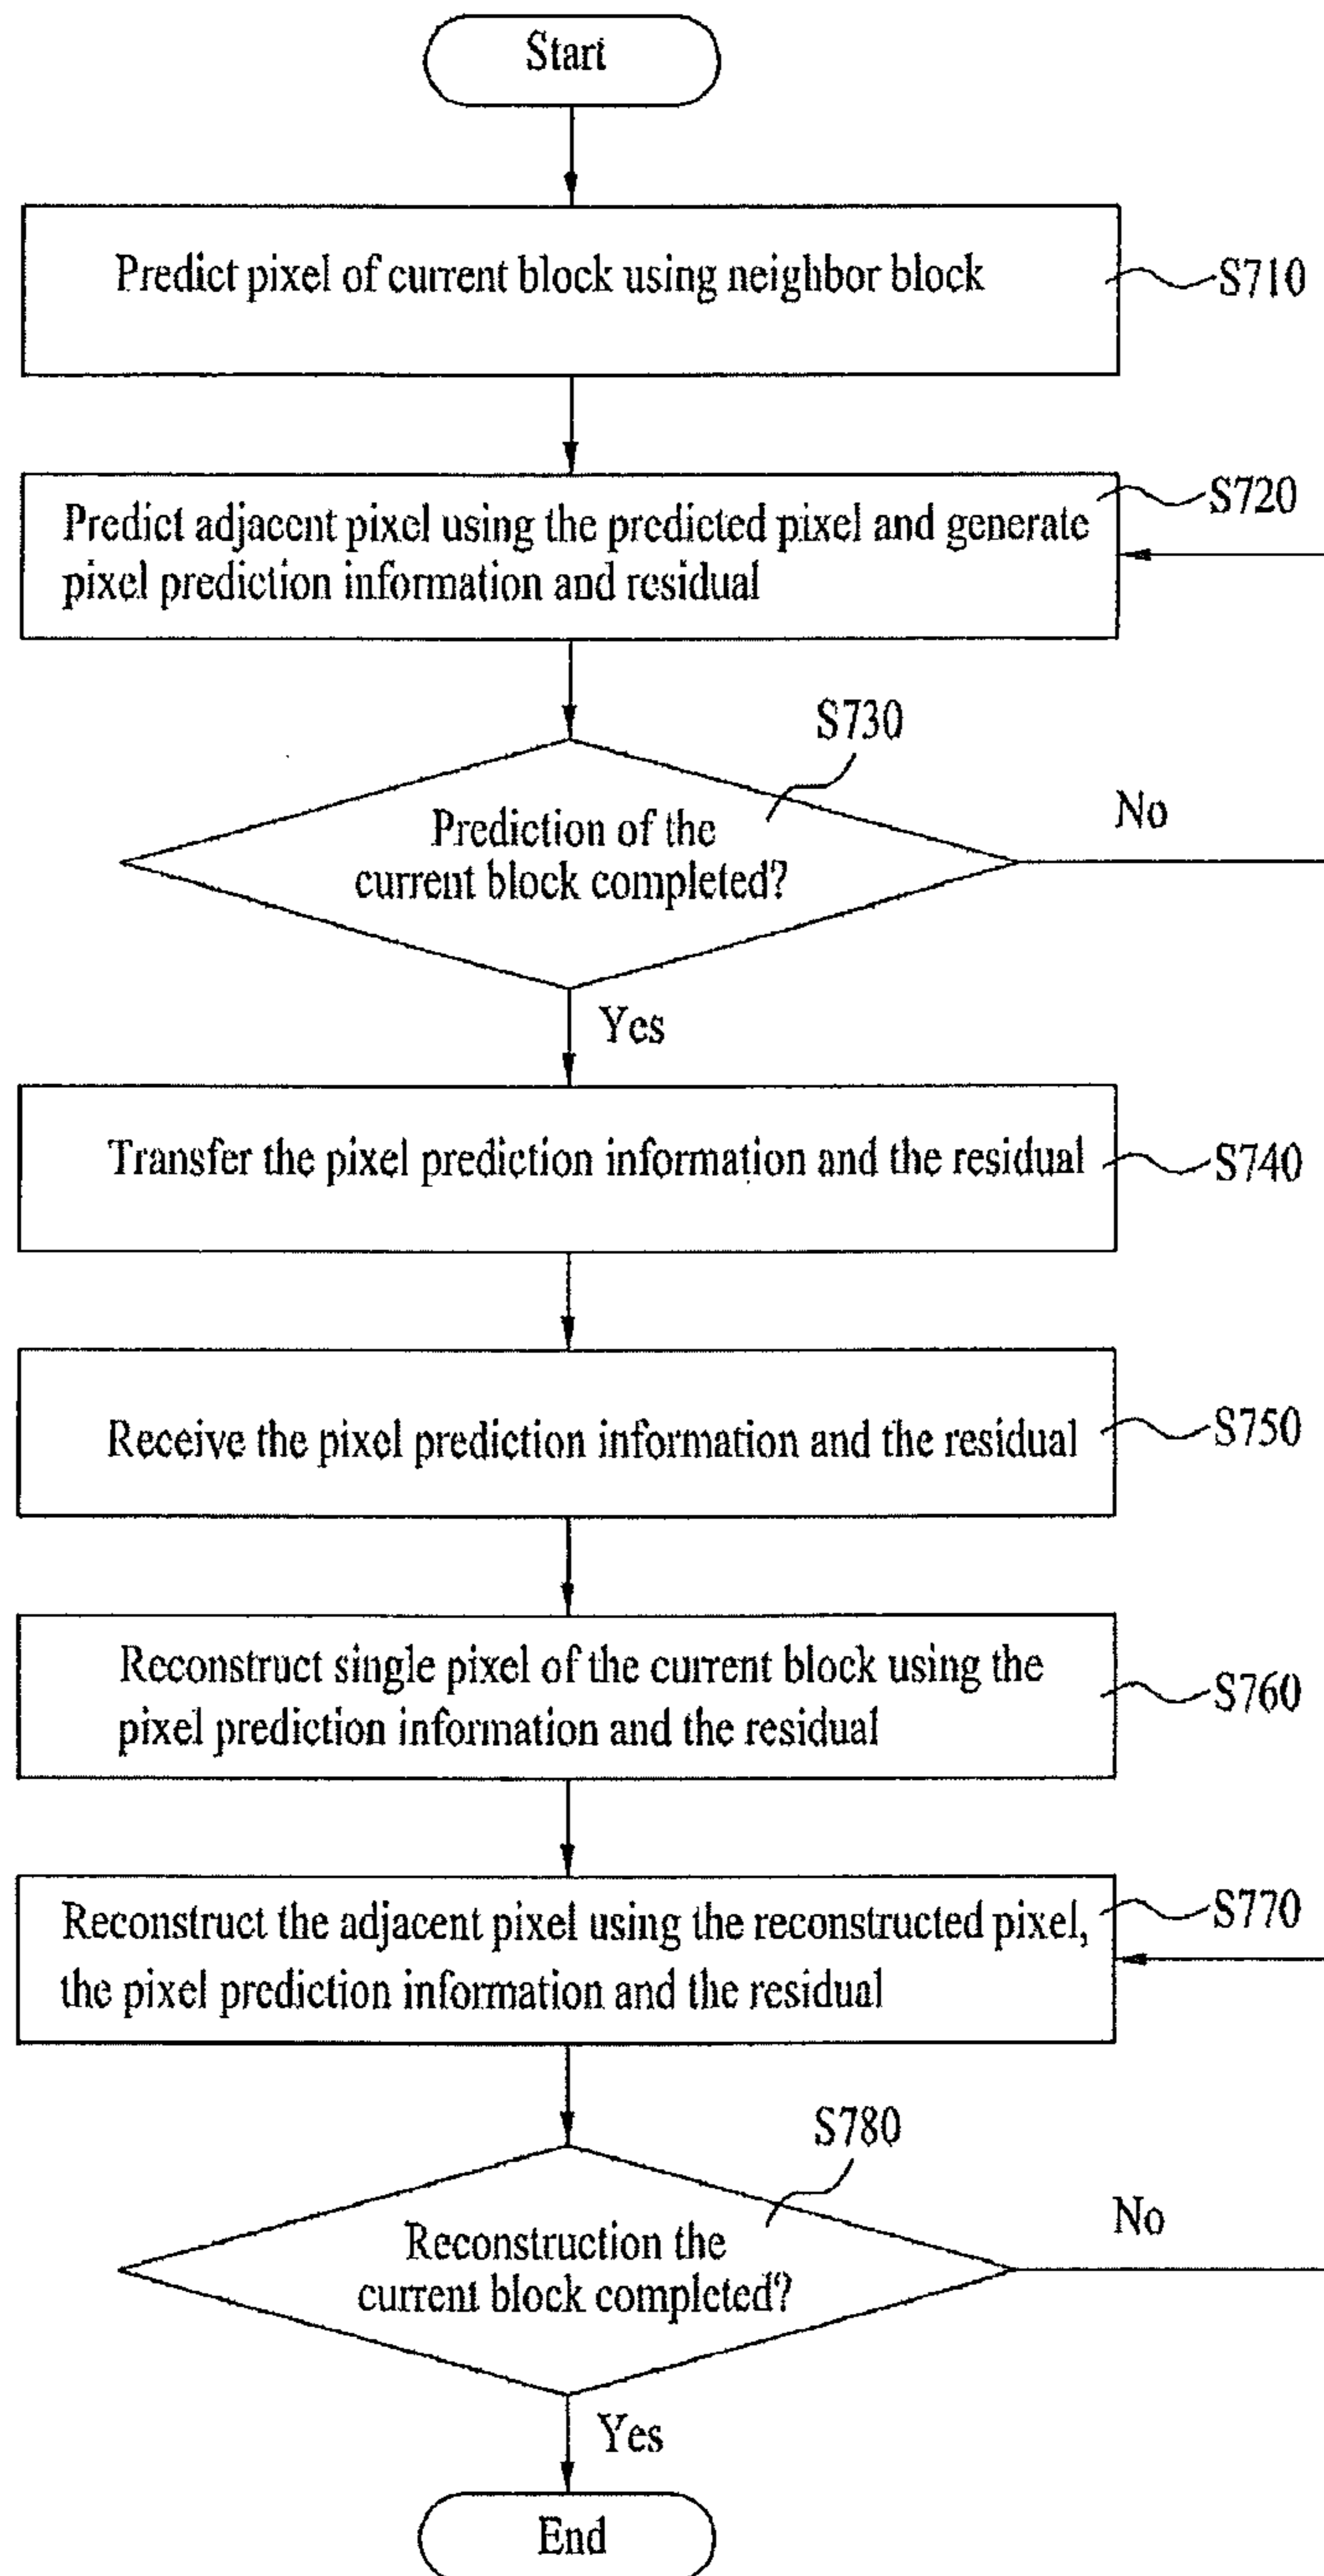 Start
Predict pixel of current block using neighbor block
S710
Predict adjacent pixel using the predicted pixel and generate
pixel prediction information and residual
S720
S730
Prediction of the
current block completed?
No
Yes
Transfer the pixel prediction information and the residual
S740
Receive the pixel prediction information and the residual
S750
Reconstruct single pixel of the current block using the
pixel prediction information and the residual
S760
Reconstruct the adjacent pixel using the reconstructed pixel,
the pixel prediction information and the residual
S770
S780
Reconstruction the
current block completed?
No
Yes
End